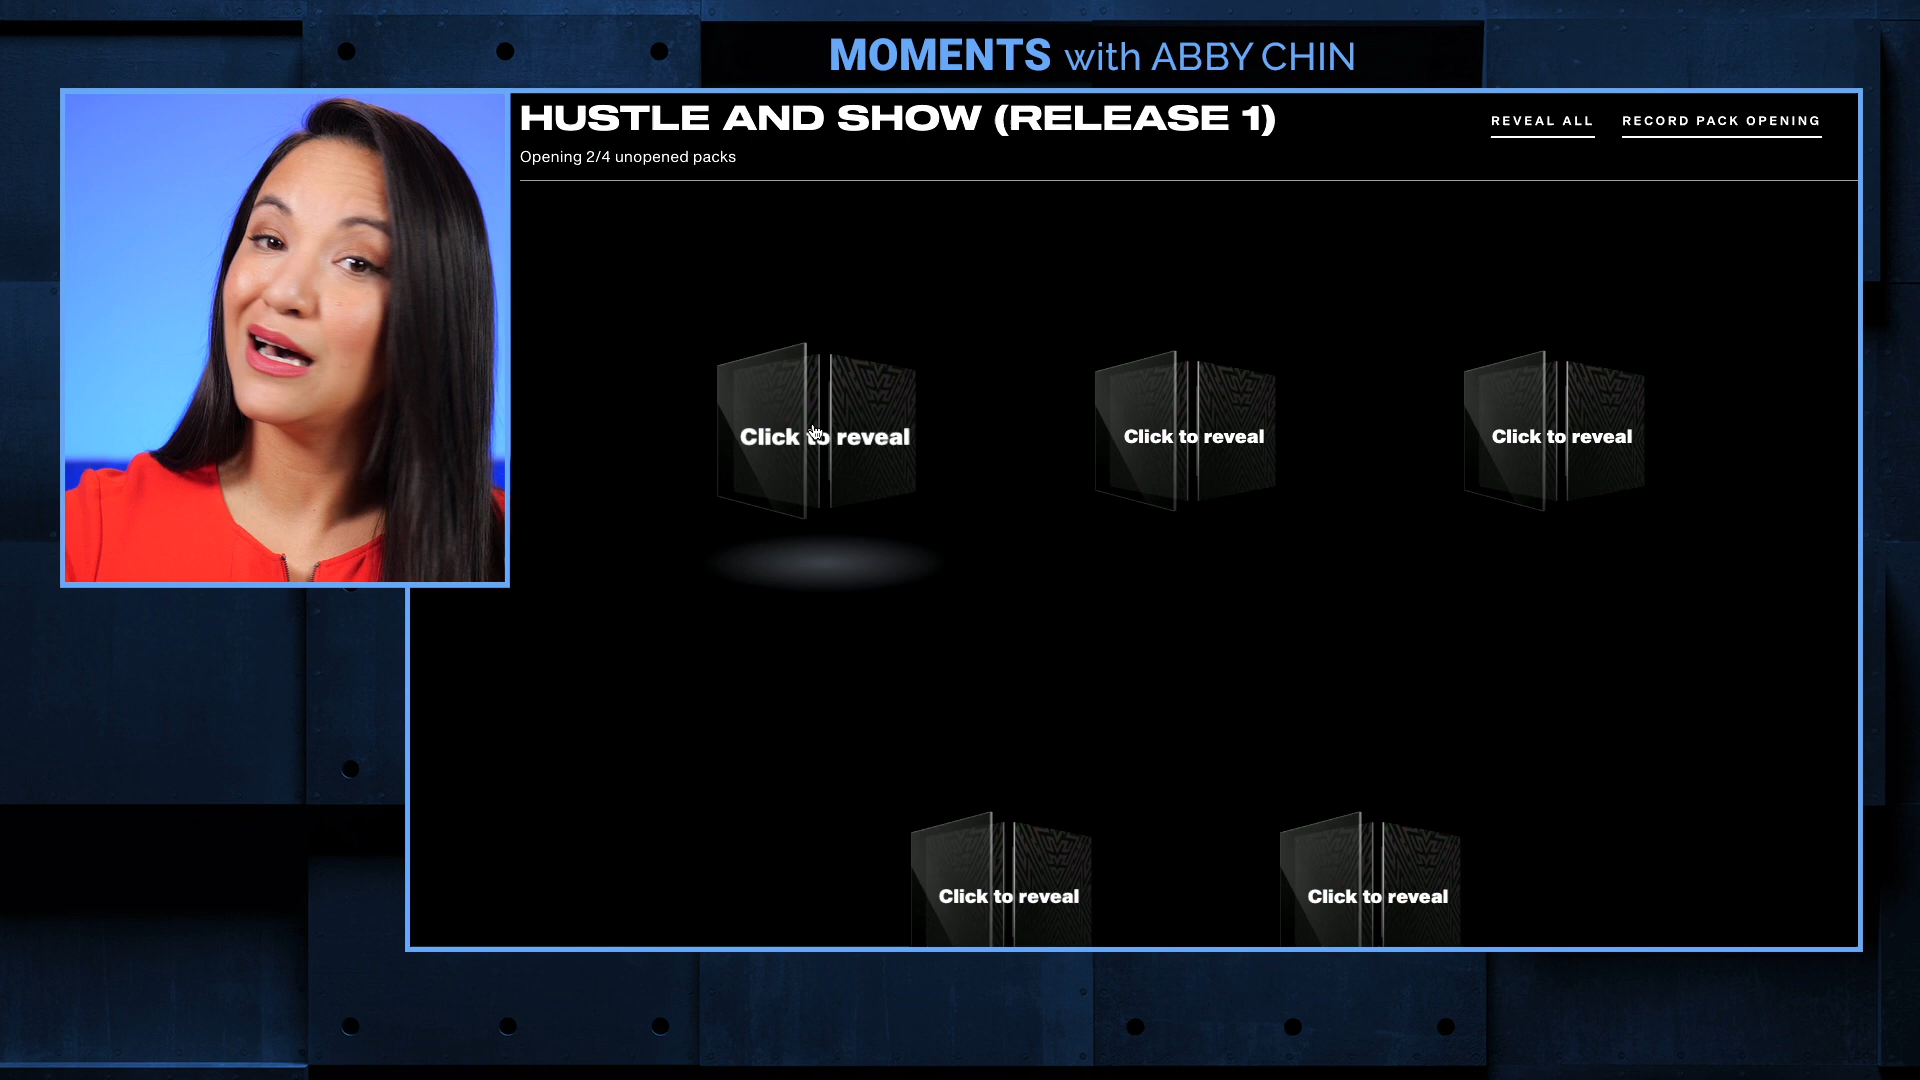 MOMENTS with ABBY CHIN
HUSTLE AND SHOW (RELEASE 1)
REVEAL ALL
RECORD PACK OPENING
Opening 2/4 unopened packs
Click to reveal
Click to reveal
Click to reveal
Click to reveal
Click to reveal